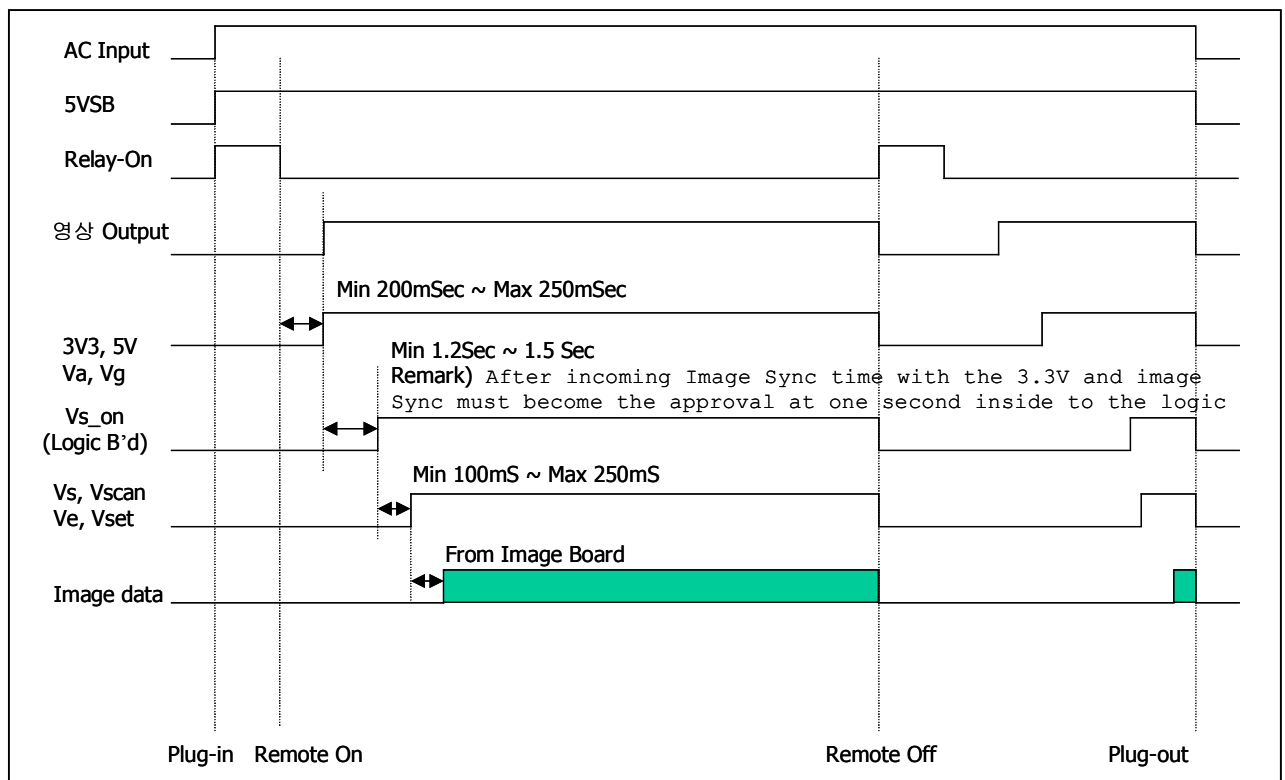 AC Input
5VSB
Relay-On
영상 Output
Min 200mSec ~ Max 250mSec
3V3, 5V
Va, Vg
Min 1.2Sec ~ 1.5 Sec
Remark) After incoming Image Sync time with the 3.3V and image
Sync must become the approval at one second inside to the logic
Vs_on
(Logic B’d)
Min 100mS ~ Max 250mS
Vs, Vscan
Ve, Vset
From Image Board
Image data
Plug-in Remote On Remote Off Plug-out